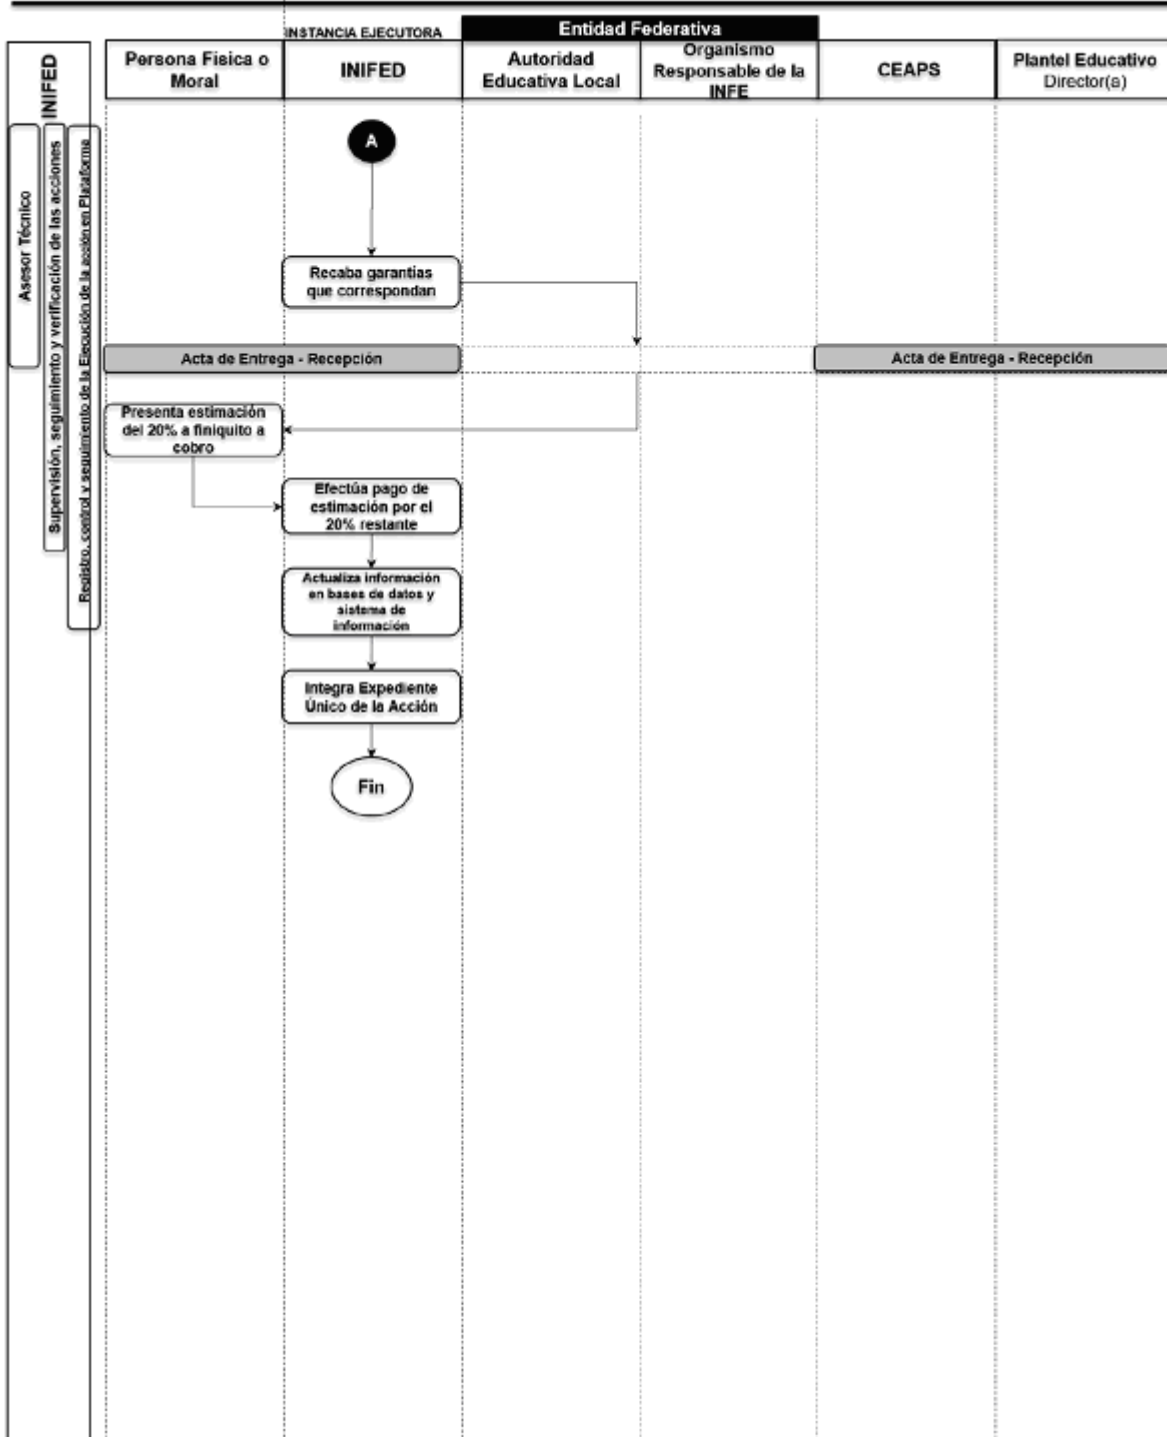 INSTANCIA EJECUTORA
Entidad Federativa
INIFED
Persona Fisica o
Moral
INIFED
Autoridad
Educativa Local
Organismo
Responsable de la
INFE
CEAPS
Plantel Educativo
Director(a)
Asesor Técnico
Supervisión, seguimiento y verificación de las acciones
Registro, control y seguimiento de la Ejecución de la acción en Plataforma
A
Recaba garantías
que correspondan
Acta de Entrega - Recepción
Acta de Entrega - Recepción
Presenta estimación
del 20% a finiquito a
cobro
Efectúa pago de
estimación por el
20% restante
Actualiza información
en bases de datos y
sistema de
información
Integra Expediente
Único de la Acción
Fin